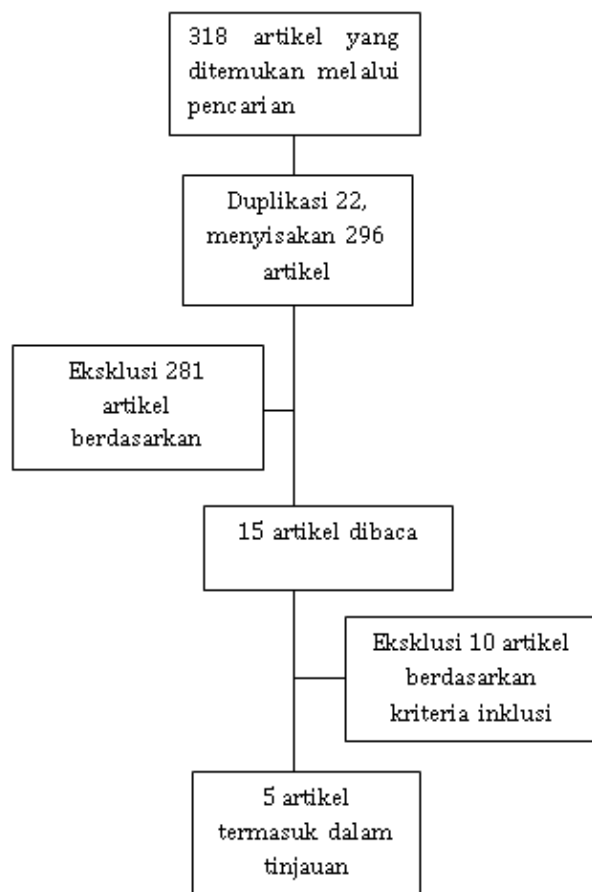 318 artikel yang
ditemukan melalui
pencarian
Duplikasi 22,
menyisakan 296
artikel
Eksklusi 281
artikel
berdasarkan
15 artikel dibaca
Eksklusi 10 artikel
berdasarkan
kriteria inklusi
5 artikel
termasuk dalam
tinjauan